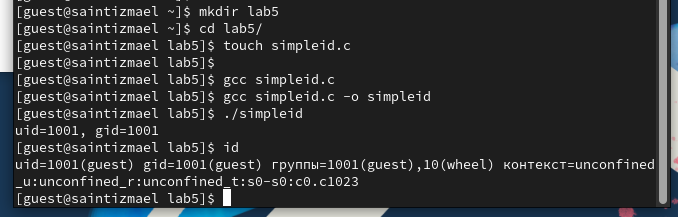 [guest@saintizmael ~]$ mkdir lab5
[guest@saintizmael ~]$ cd lab5/
[guest@saintizmael lab5]$ touch simpleid.c
[guest@saintizmael lab5]$
[guest@saintizmael lab5]$ gcc simpleid.c
[guest@saintizmael lab5]$ gcc simpleid.c -o simpleid
[guest@saintizmael lab5]$ ./simpleid
uid=1001, gid=1001
[guest@saintizmael lab5]$ id
uid=1001(guest) gid=1001(guest) группы=1001(guest),10(wheel) контекст=unconfined
_u:unconfined_r:unconfined_t:s0-s0:c0.c1023
[guest@saintizmael lab5]$